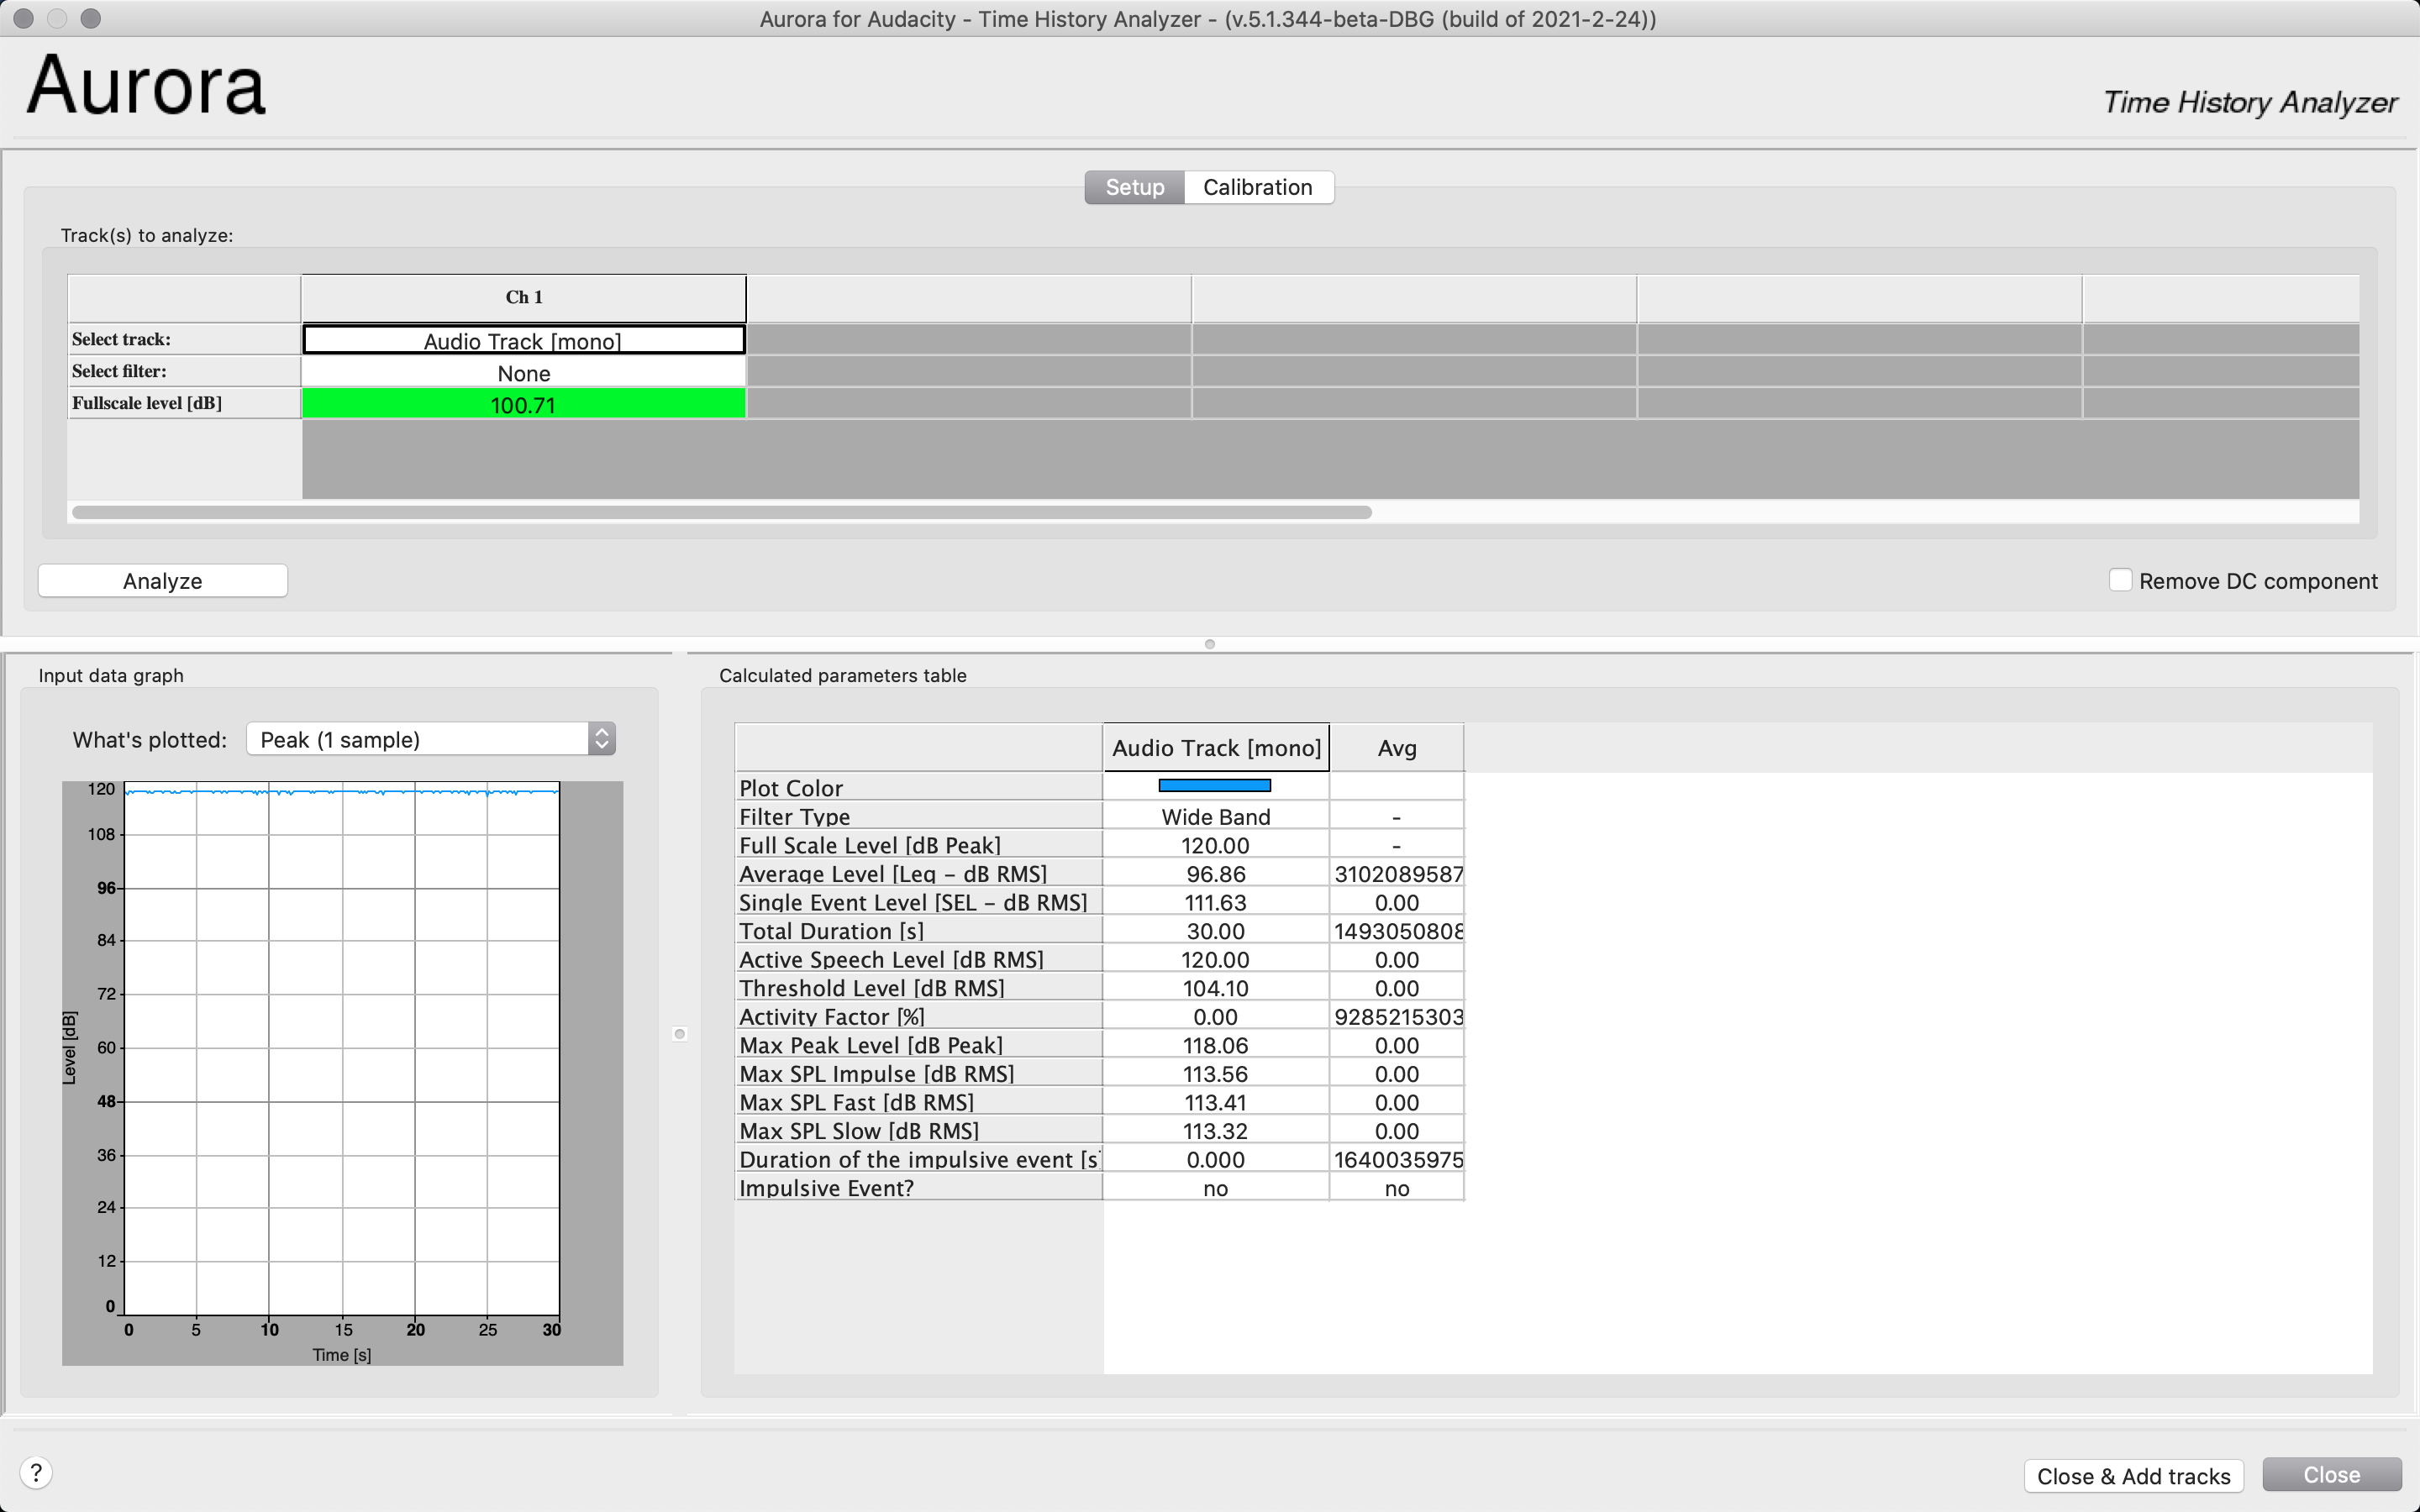 Aurora for Audacity - Time History Analyzer - (v.5.1.344-beta-DBG (build of 2021-2-24))
Aurora
Time History Analyzer
Setup Calibration
Track(s) to analyze:
Ch 1
Select track: Audio Track [mono]
Select filter: None
Fullscale level [dB] 100.71
Analyze Remove DC component
Input data graph
What's plotted: Peak (1 sample)
120
108
96
84
72
60
48
36
24
12
0
Level [dB]
0 5 10 15 20 25 30
Time [s]
Calculated parameters table
Audio Track [mono] Avg
Plot Color
Filter Type Wide Band -
Full Scale Level [dB Peak] 120.00 -
Average Level [Leq – dB RMS] 96.86 3102089587
Single Event Level [SEL – dB RMS] 111.63 0.00
Total Duration [s] 30.00 1493050808
Active Speech Level [dB RMS] 120.00 0.00
Threshold Level [dB RMS] 104.10 0.00
Activity Factor [%] 0.00 9285215303
Max Peak Level [dB Peak] 118.06 0.00
Max SPL Impulse [dB RMS] 113.56 0.00
Max SPL Fast [dB RMS] 113.41 0.00
Max SPL Slow [dB RMS] 113.32 0.00
Duration of the impulsive event [s] 0.000 1640035975
Impulsive Event? no no
?
Close & Add tracks Close